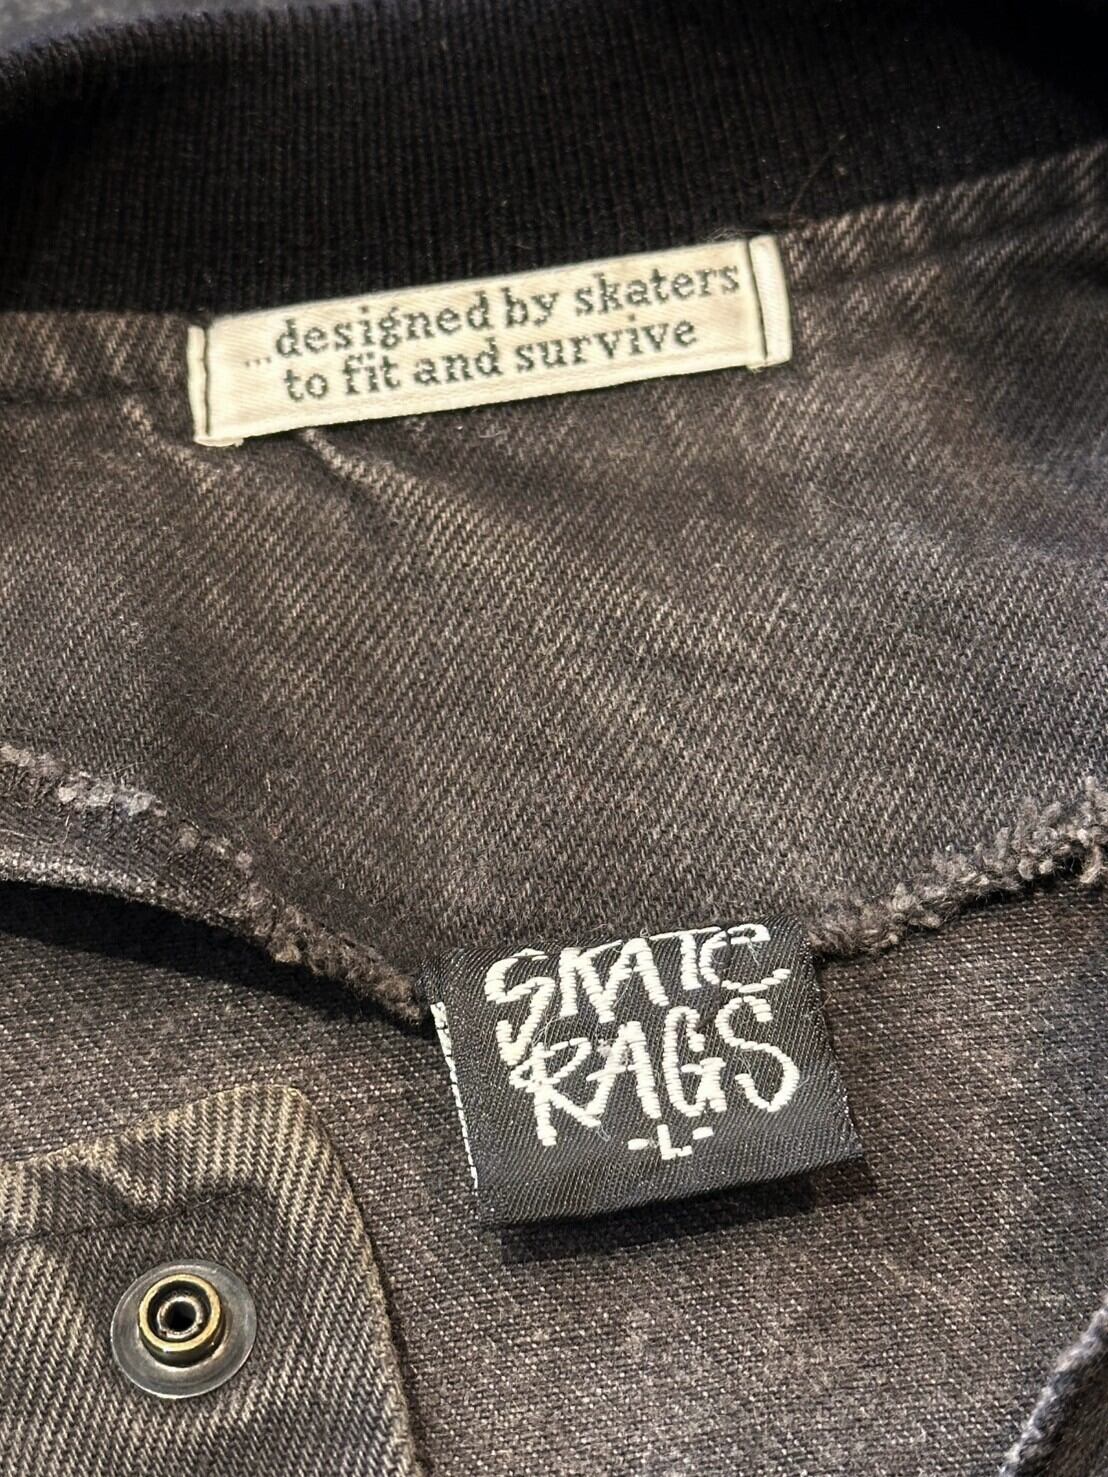 ...designed by skaters
to fit and survive
SKATE
RAGS
-L-